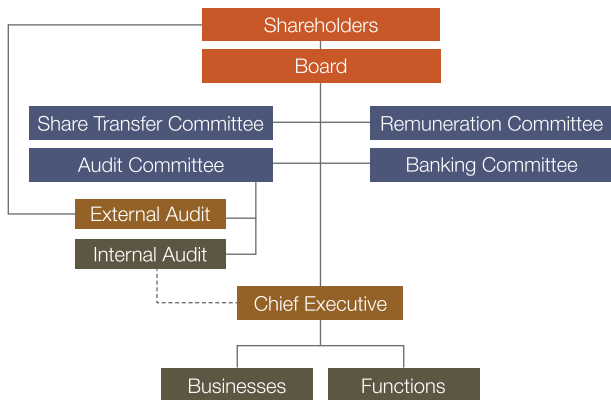 Shareholders
Board
Share Transfer Committee
Remuneration Committee
Audit Committee
Banking Committee
External Audit
Internal Audit
Chief Executive
Businesses
Functions